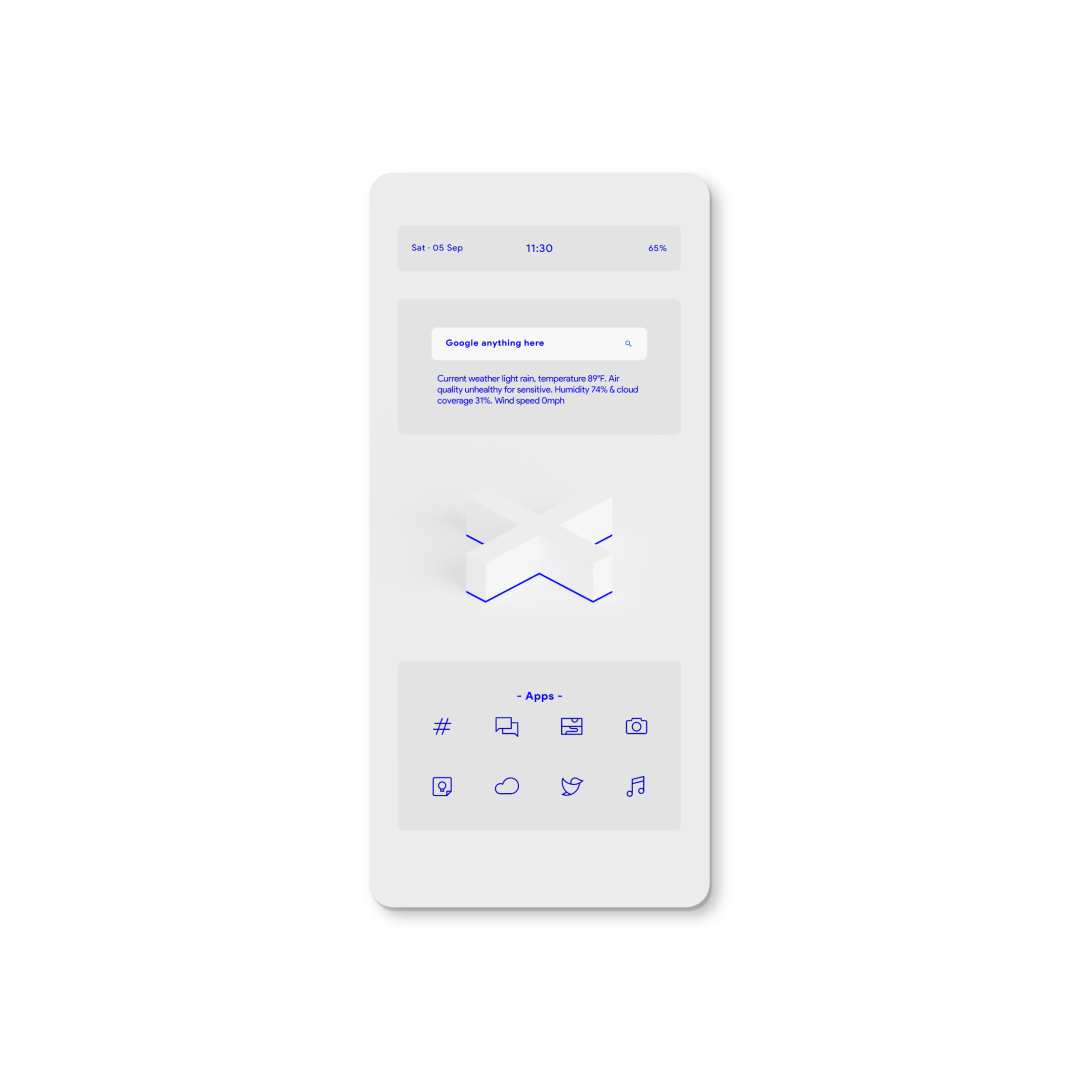 Sat - 05 Sep 11:30 65%
Google anything here
Current weather light rain, temperature 89°F. Air
quality unhealthy for sensitive. Humidity 74% & cloud
coverage 31%. Wind speed 0mph
- Apps -